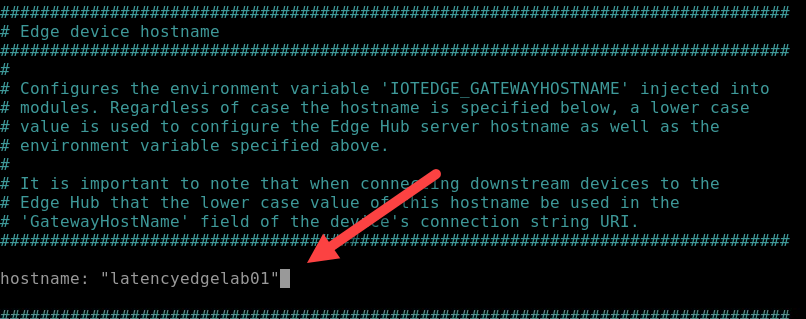 ###############################################################################
# Edge device hostname
###############################################################################
#
# Configures the environment variable 'IOTEDGE_GATEWAYHOSTNAME' injected into
# modules. Regardless of case the hostname is specified below, a lower case
# value is used to configure the Edge Hub server hostname as well as the
# environment variable specified above.
#
# It is important to note that when connecting downstream devices to the
# Edge Hub that the lower case value of this hostname be used in the
# 'GatewayHostName' field of the device's connection string URI.
###############################################################################
hostname: "latencyedgelab01"
###############################################################################